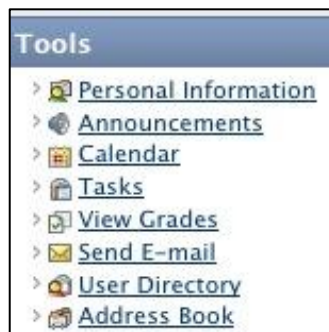 Tools
Personal Information
Announcements
Calendar
Tasks
View Grades
Send E-mail
User Directory
Address Book